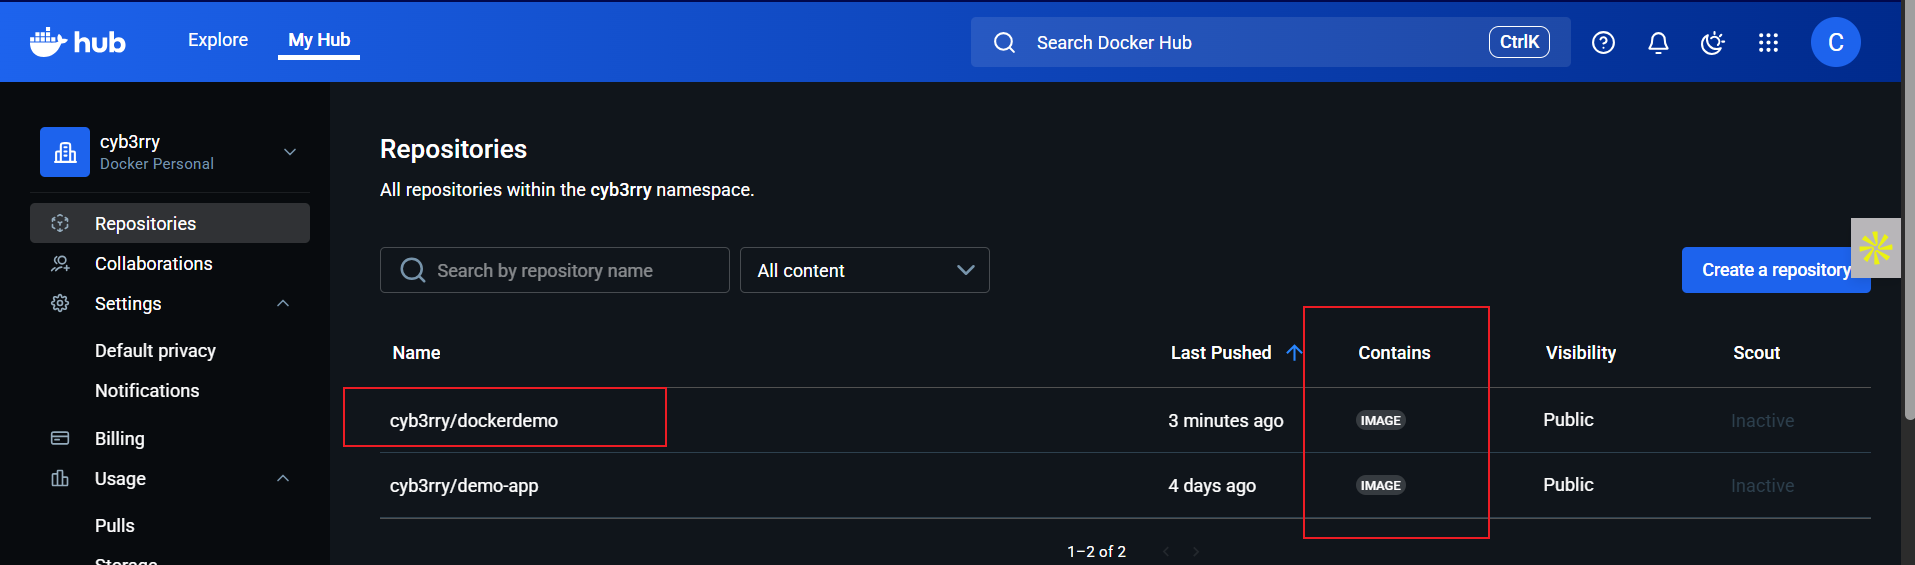 hub Explore My Hub Search Docker Hub CtrlK C
cyb3rry
Docker Personal
Repositories
Collaborations
Settings
Default privacy
Notifications
Billing
Usage
Pulls
Storage
Repositories
All repositories within the cyb3rry namespace.
Search by repository name All content Create a repository
Name Last Pushed Contains Visibility Scout
cyb3rry/dockerdemo 3 minutes ago IMAGE Public Inactive
cyb3rry/demo-app 4 days ago IMAGE Public Inactive
1–2 of 2